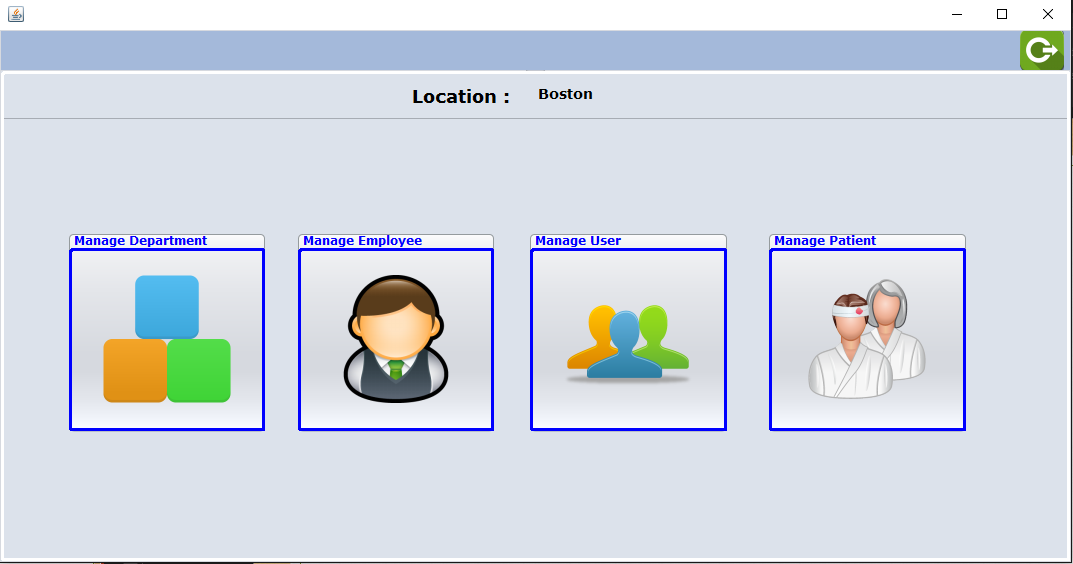 Location : Boston
Manage Department
Manage Employee
Manage User
Manage Patient